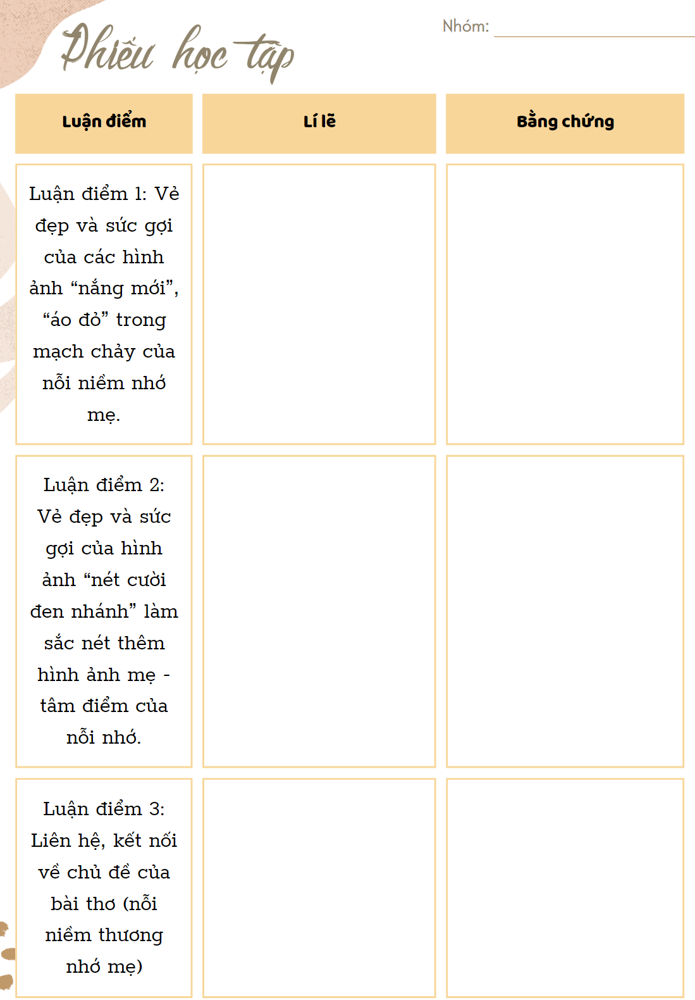 Phiếu học tập
Nhóm:
Luận điểm
Lí lẽ
Bằng chứng
Luận điểm 1: Vẻ
đẹp và sức gợi
của các hình
ảnh “nắng mới”,
“áo đỏ” trong
mạch chảy của
nỗi niềm nhớ
mẹ.
Luận điểm 2:
Vẻ đẹp và sức
gợi của hình
ảnh “nét cười
đen nhánh” làm
sắc nét thêm
hình ảnh mẹ -
tâm điểm của
nỗi nhớ.
Luận điểm 3:
Liên hệ, kết nối
về chủ đề của
bài thơ (nỗi
niềm thương
nhớ mẹ)